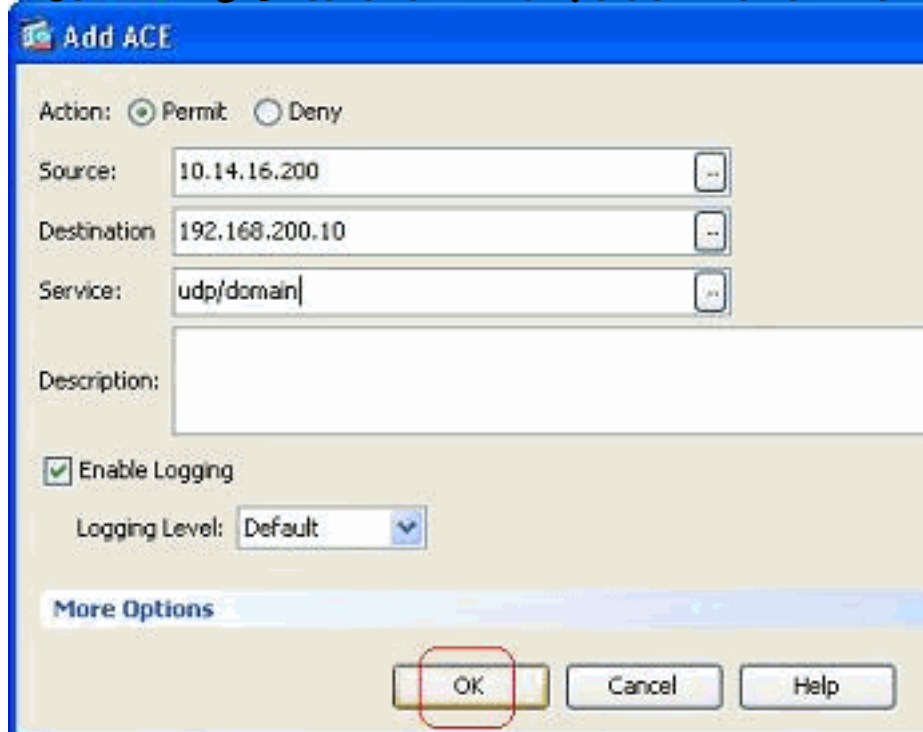 Add ACE
Action: Permit Deny
Source: 10.14.16.200
Destination 192.168.200.10
Service: udp/domain
Description:
Enable Logging
Logging Level: Default
More Options
OK Cancel Help